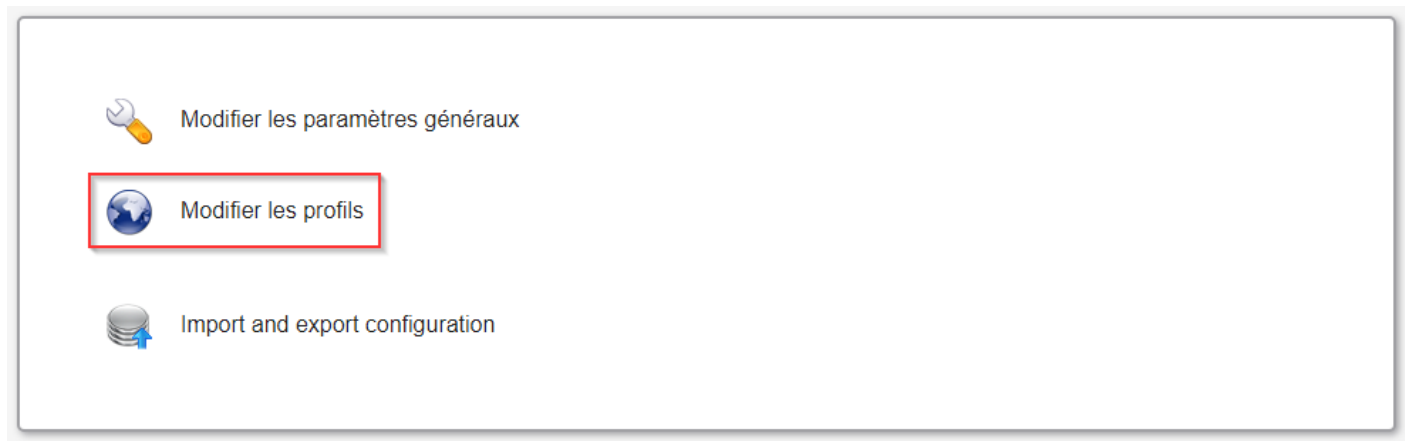 Modifier les paramètres généraux
Modifier les profils
Import and export configuration